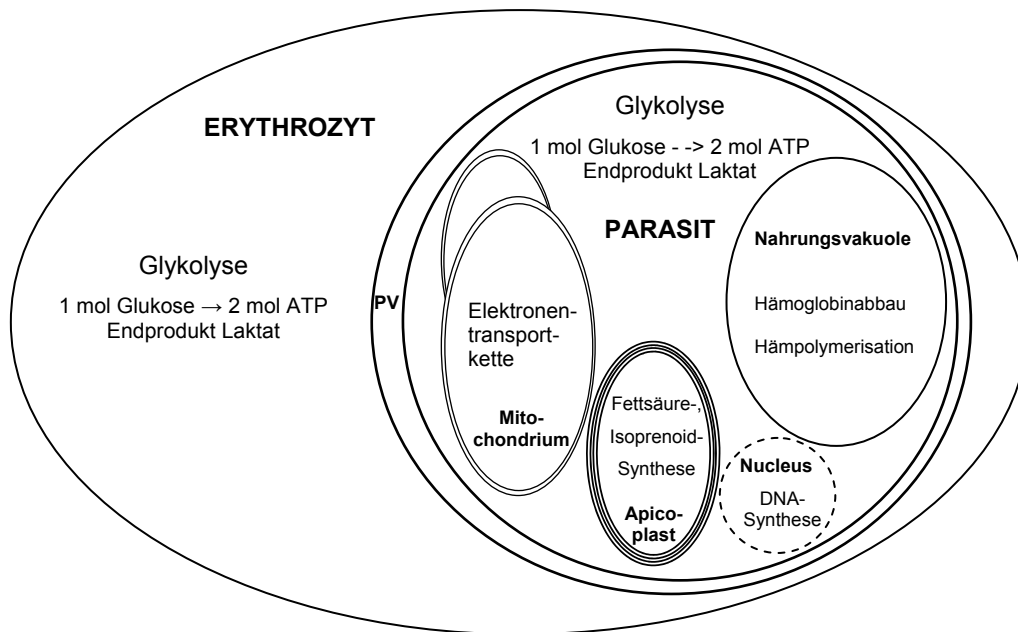 ERYTHROZYT
Glykolyse
1 mol Glukose → 2 mol ATP
Endprodukt Laktat
PV
Glykolyse
1 mol Glukose - -> 2 mol ATP
Endprodukt Laktat
PARASIT
Elektronen-
transport-
kette
Mito-
chondrium
Fettsäure-,
Isoprenoid-
Synthese
Apico-
plast
Nahrungsvakuole
Hämoglobinabbau
Hämpolymerisation
Nucleus
DNA-
Synthese